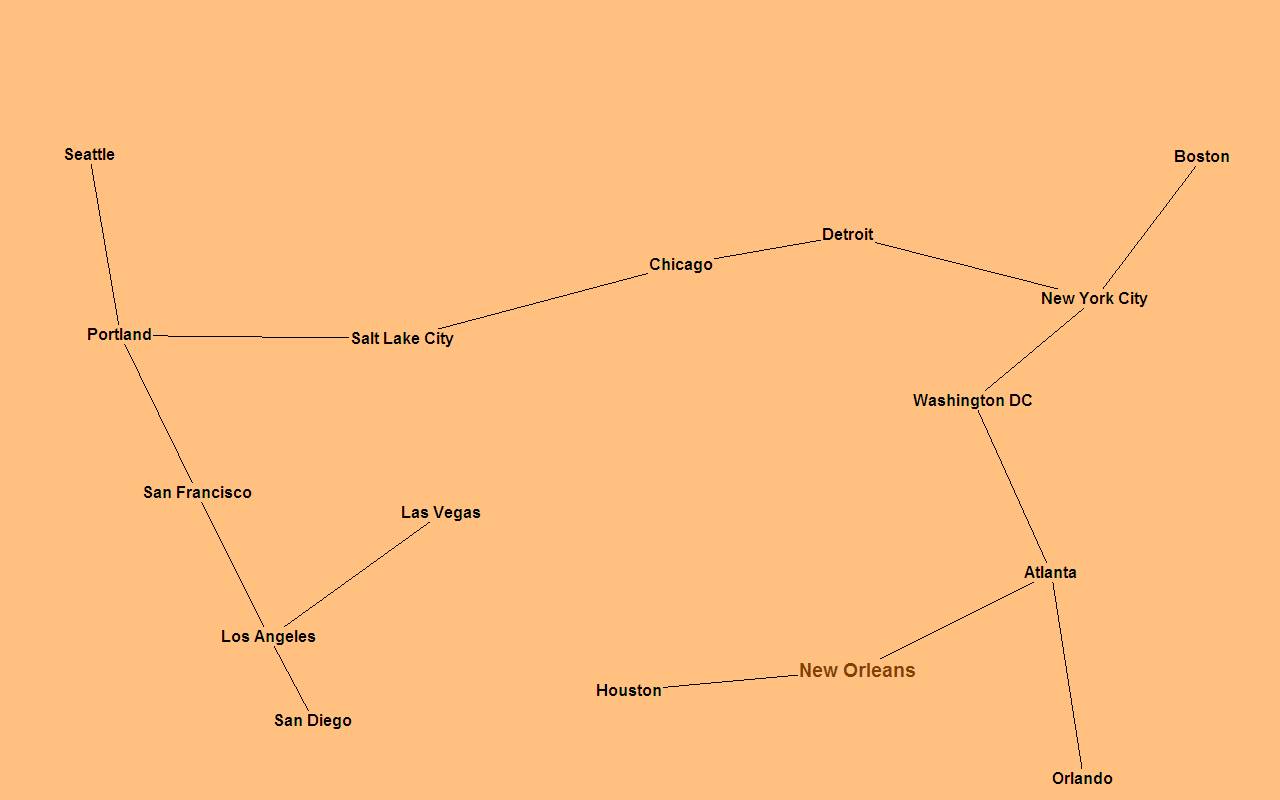 Seattle
Boston
Detroit
Chicago
New York City
Portland
Salt Lake City
Washington DC
San Francisco
Las Vegas
Atlanta
Los Angeles
New Orleans
Houston
San Diego
Orlando